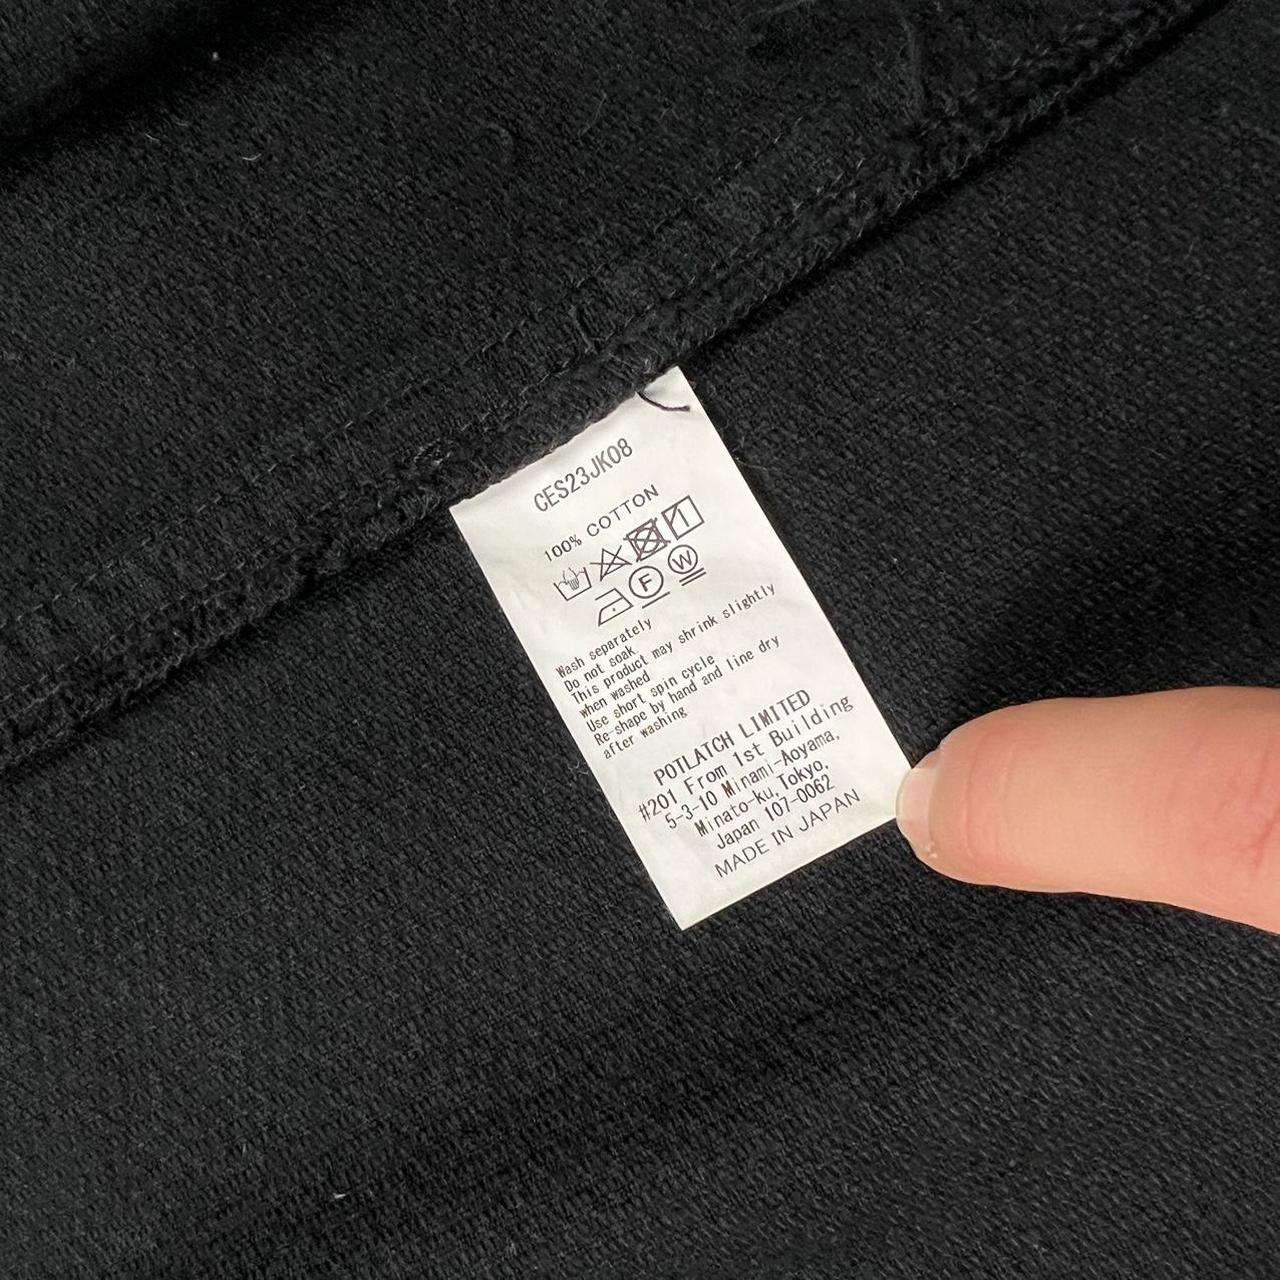 CES23JK08
100% COTTON
1
F W
Wash separately
Do not soak
This product may shrink slightly
when washed
Use short spin cycle
Re-shape by hand and line dry
after washing
POTLATCH LIMITED
#201 From 1st Building
5-3-10 Minami-Aoyama,
Minato-ku,Tokyo,
Japan 107-0062
MADE IN JAPAN